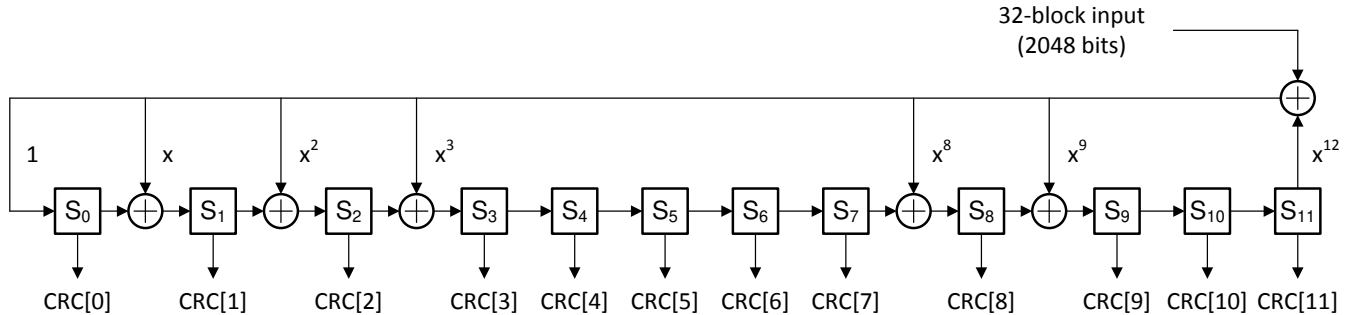 32-block input
(2048 bits)
1 x x² x³ x⁸ x⁹ x¹²
S₀ S₁ S₂ S₃ S₄ S₅ S₆ S₇ S₈ S₉ S₁₀ S₁₁
CRC[0] CRC[1] CRC[2] CRC[3] CRC[4] CRC[5] CRC[6] CRC[7] CRC[8] CRC[9] CRC[10] CRC[11]